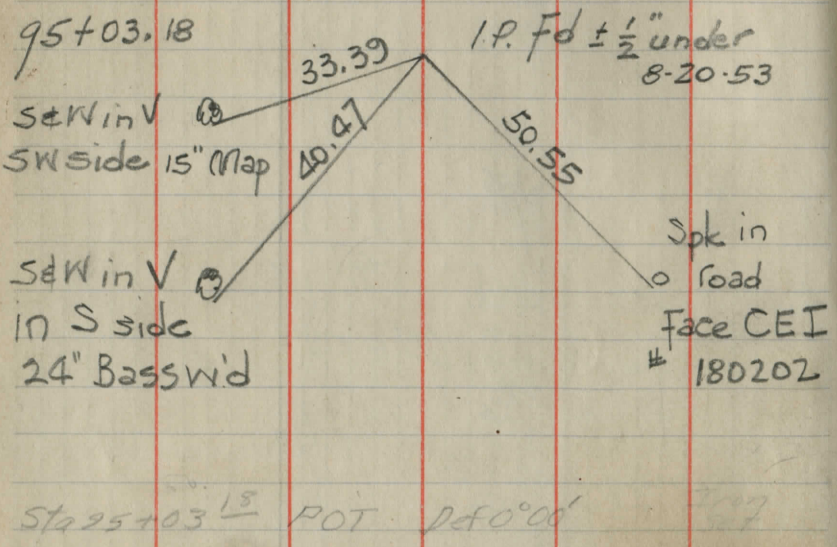 95+03.18
I.P. Fd ± ½" under
8-20-53
33.39
40.47
50.55
S&W in V
SW side 15" Map
S&W in V
in S side
24" Bassw'd
Spk in
road
Face CEI
# 180202
Sta 95+03 18 POT Def 0°00'